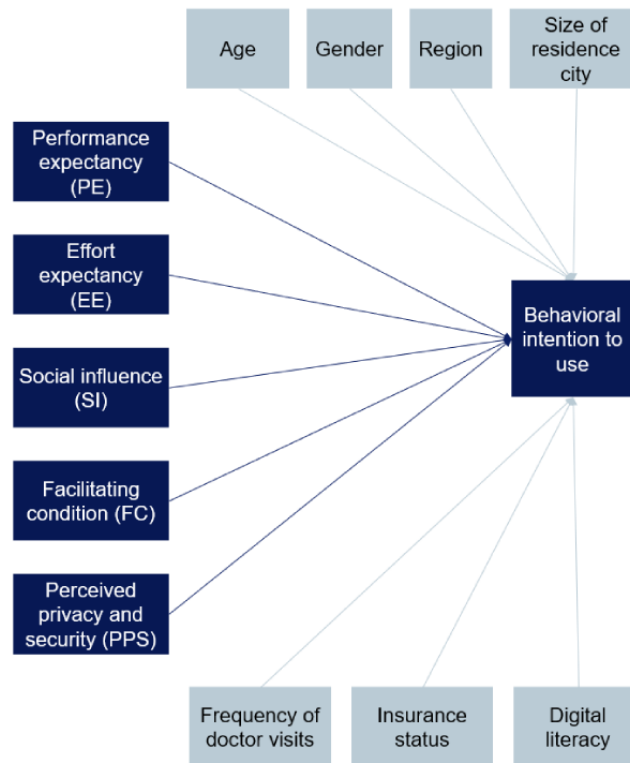 Age
Gender
Region
Size of
residence
city
Performance
expectancy
(PE)
Effort
expectancy
(EE)
Social influence
(SI)
Facilitating
condition (FC)
Perceived
privacy and
security (PPS)
Behavioral
intention to
use
Frequency of
doctor visits
Insurance
status
Digital
literacy